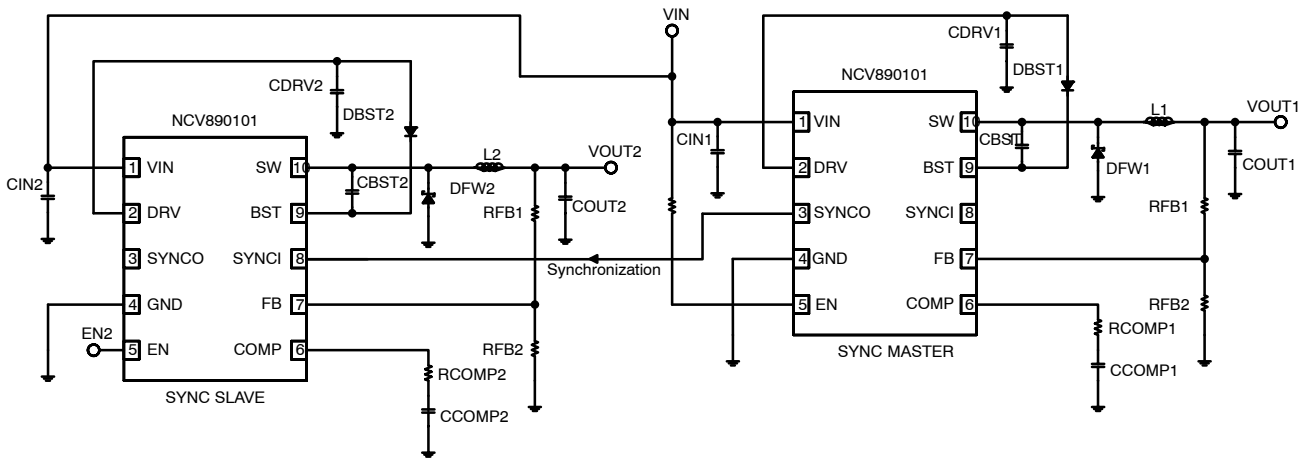 VIN
CDRV1
DBST1
NCV890101
CDRV2
DBST2
NCV890101
L1
VOUT1
1 VIN
SW 10
CIN1
CBST
DFW1
COUT1
2 DRV
BST 9
L2
VOUT2
1 VIN
SW 10
CIN2
CBST2
DFW2
COUT2
2 DRV
BST 9
RFB1
3 SYNCO
SYNCI 8
RFB1
3 SYNCO
SYNCI 8
Synchronization
4 GND
FB 7
4 GND
FB 7
5 EN
COMP 6
RFB2
EN2
5 EN
COMP 6
RFB2
RCOMP1
SYNC MASTER
CCOMP1
RCOMP2
SYNC SLAVE
CCOMP2